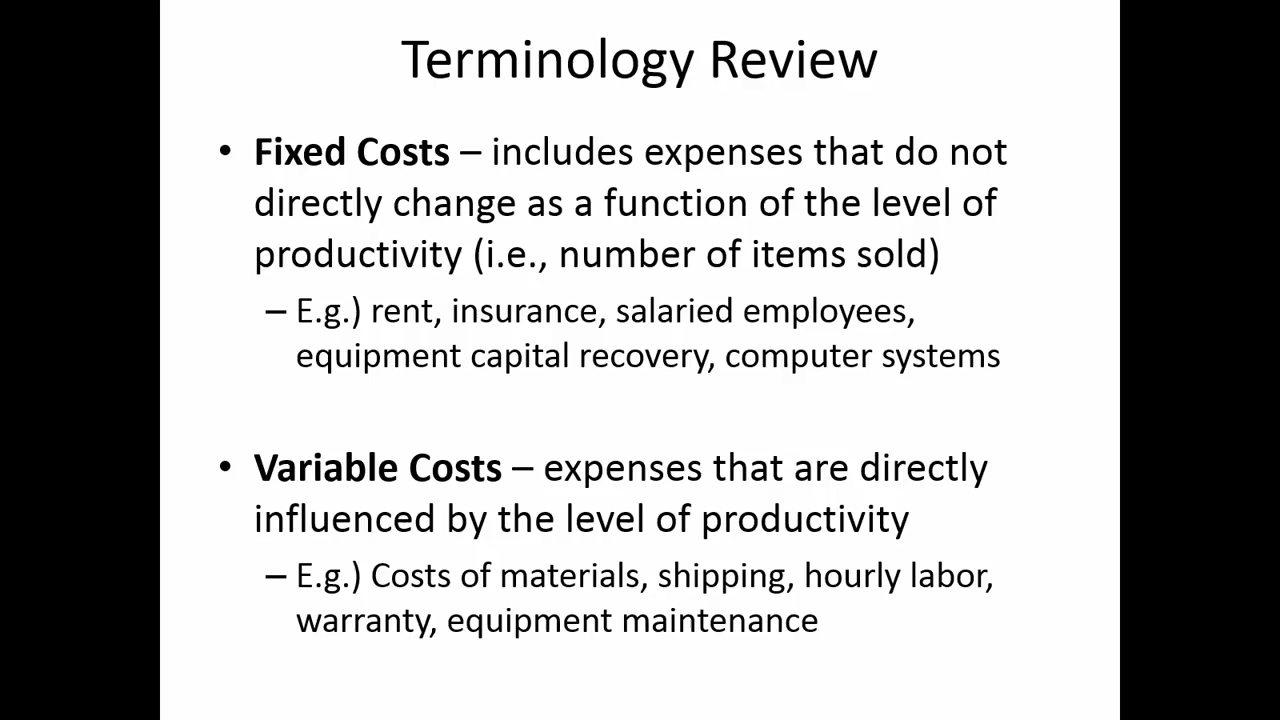 Terminology Review
• Fixed Costs – includes expenses that do not
directly change as a function of the level of
productivity (i.e., number of items sold)
– E.g.) rent, insurance, salaried employees,
equipment capital recovery, computer systems
• Variable Costs – expenses that are directly
influenced by the level of productivity
– E.g.) Costs of materials, shipping, hourly labor,
warranty, equipment maintenance